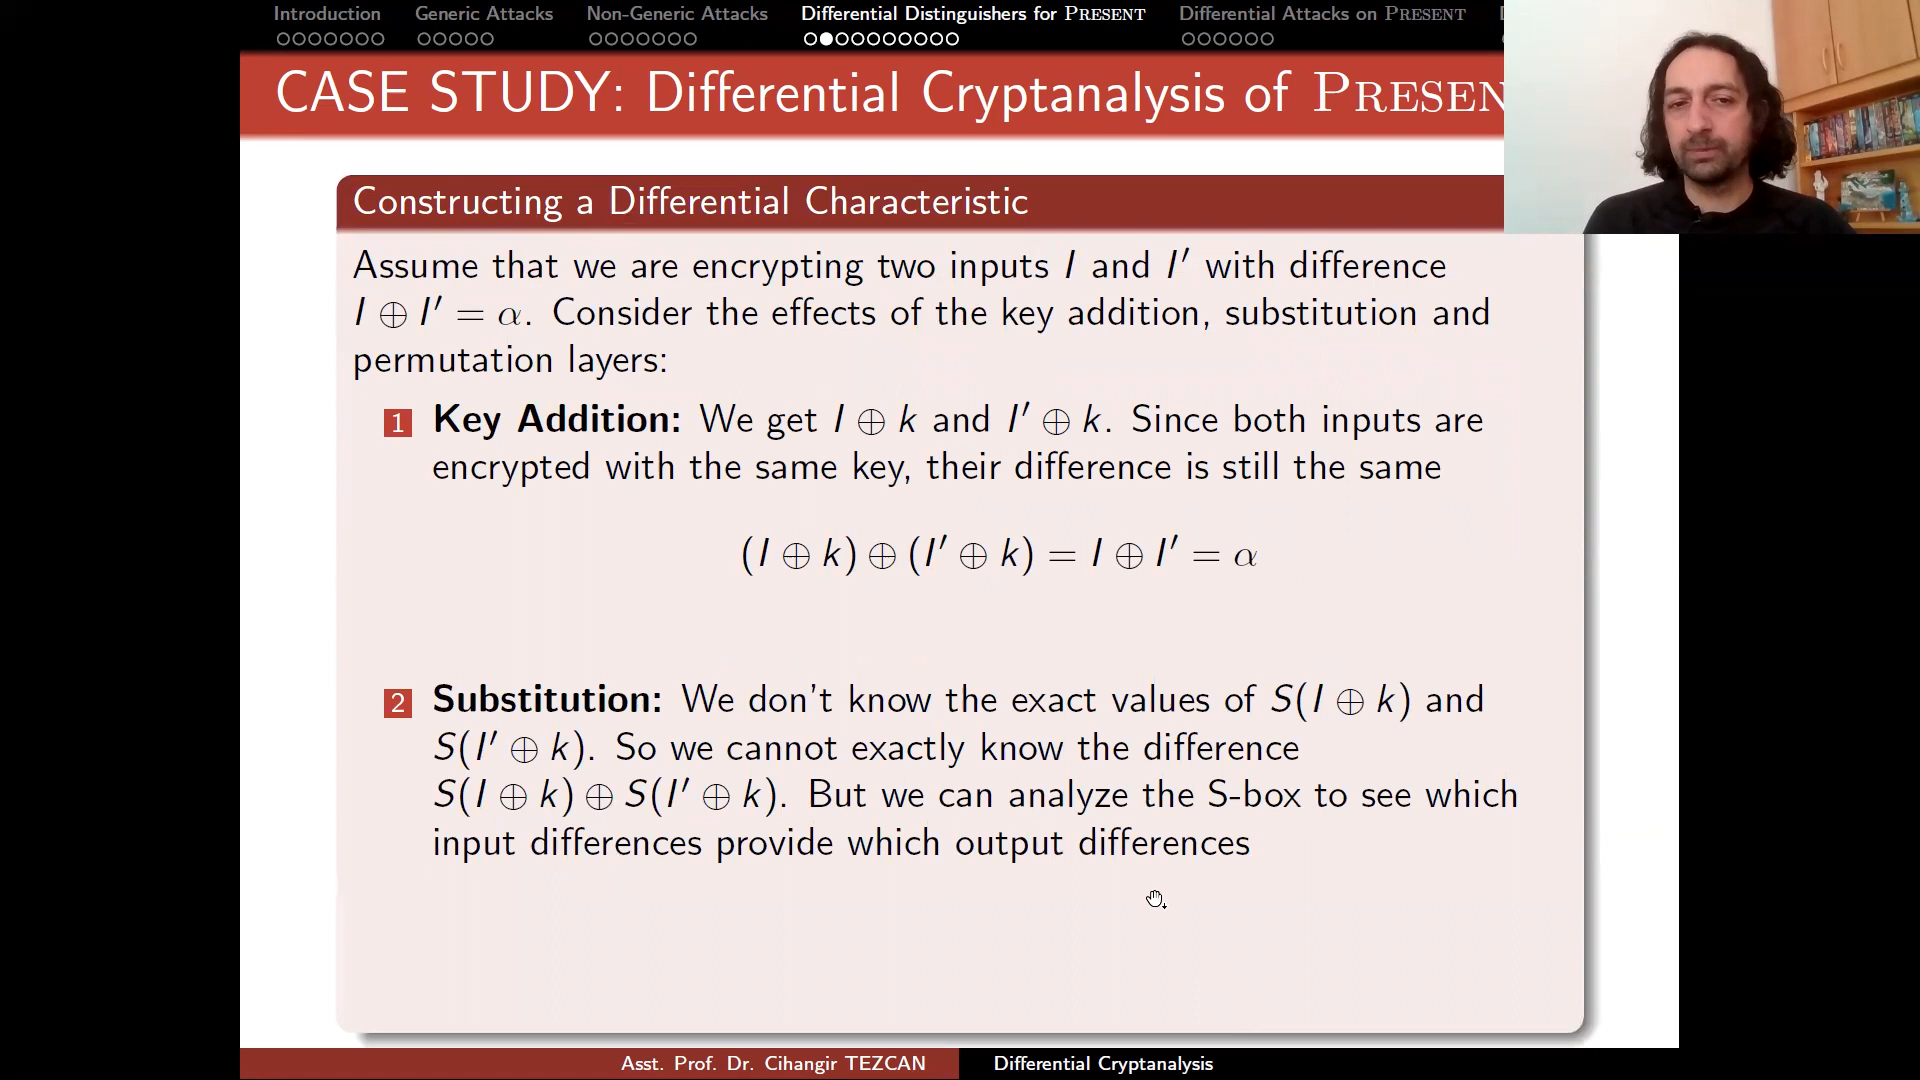 Introduction Generic Attacks Non-Generic Attacks Differential Distinguishers for PRESENT Differential Attacks on PRESENT
CASE STUDY: Differential Cryptanalysis of PRESEN
Constructing a Differential Characteristic
Assume that we are encrypting two inputs I and I′ with difference
I ⊕ I′ = α. Consider the effects of the key addition, substitution and
permutation layers:
1 Key Addition: We get I ⊕ k and I′ ⊕ k. Since both inputs are
encrypted with the same key, their difference is still the same
(I ⊕ k) ⊕ (I′ ⊕ k) = I ⊕ I′ = α
2 Substitution: We don't know the exact values of S(I ⊕ k) and
S(I′ ⊕ k). So we cannot exactly know the difference
S(I ⊕ k) ⊕ S(I′ ⊕ k). But we can analyze the S-box to see which
input differences provide which output differences
Asst. Prof. Dr. Cihangir TEZCAN Differential Cryptanalysis